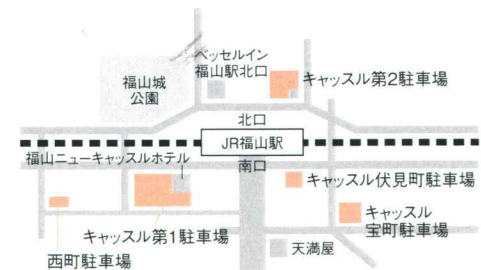 ベッセルイン
福山駅北口
キャッスル第2駐車場
福山城
公園
北口
JR福山駅
南口
福山ニューキャッスルホテル
キャッスル伏見町駐車場
キャッスル
宝町駐車場
キャッスル第1駐車場
西町駐車場
天満屋